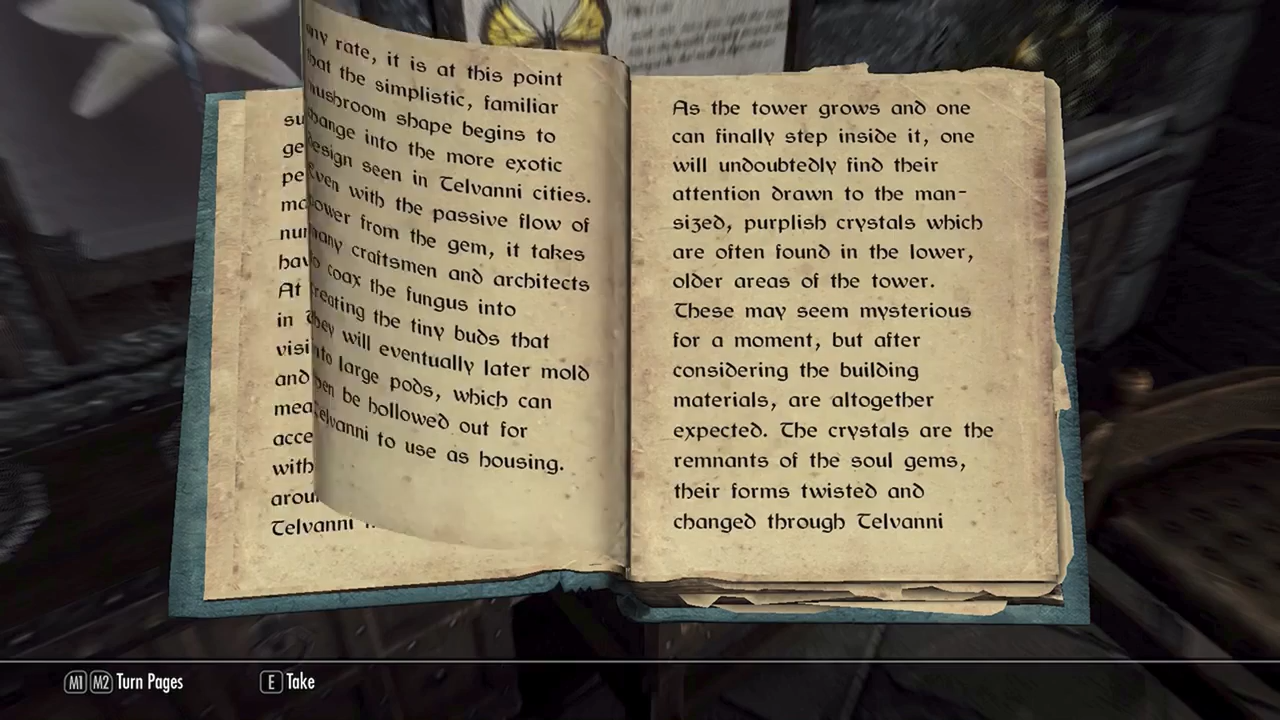 At
in
and
with
Telvanni
any rate, it is at this point
that the simplistic, familiar
mushroom shape begins to
change into the more exotic
design seen in Telvanni cities.
Even with the passive flow of
power from the gem, it takes
many craftsmen and architects
to coax the fungus into
creating the tiny buds that
they will eventually later mold
into large pods, which can
then be hollowed out for
Telvanni to use as housing.
As the tower grows and one
can finally step inside it, one
will undoubtedly find their
attention drawn to the man-
sized, purplish crystals which
are often found in the lower,
older areas of the tower.
These may seem mysterious
for a moment, but after
considering the building
materials, are altogether
expected. The crystals are the
remnants of the soul gems,
their forms twisted and
changed through Telvanni
M1 M2 Turn Pages
E Take